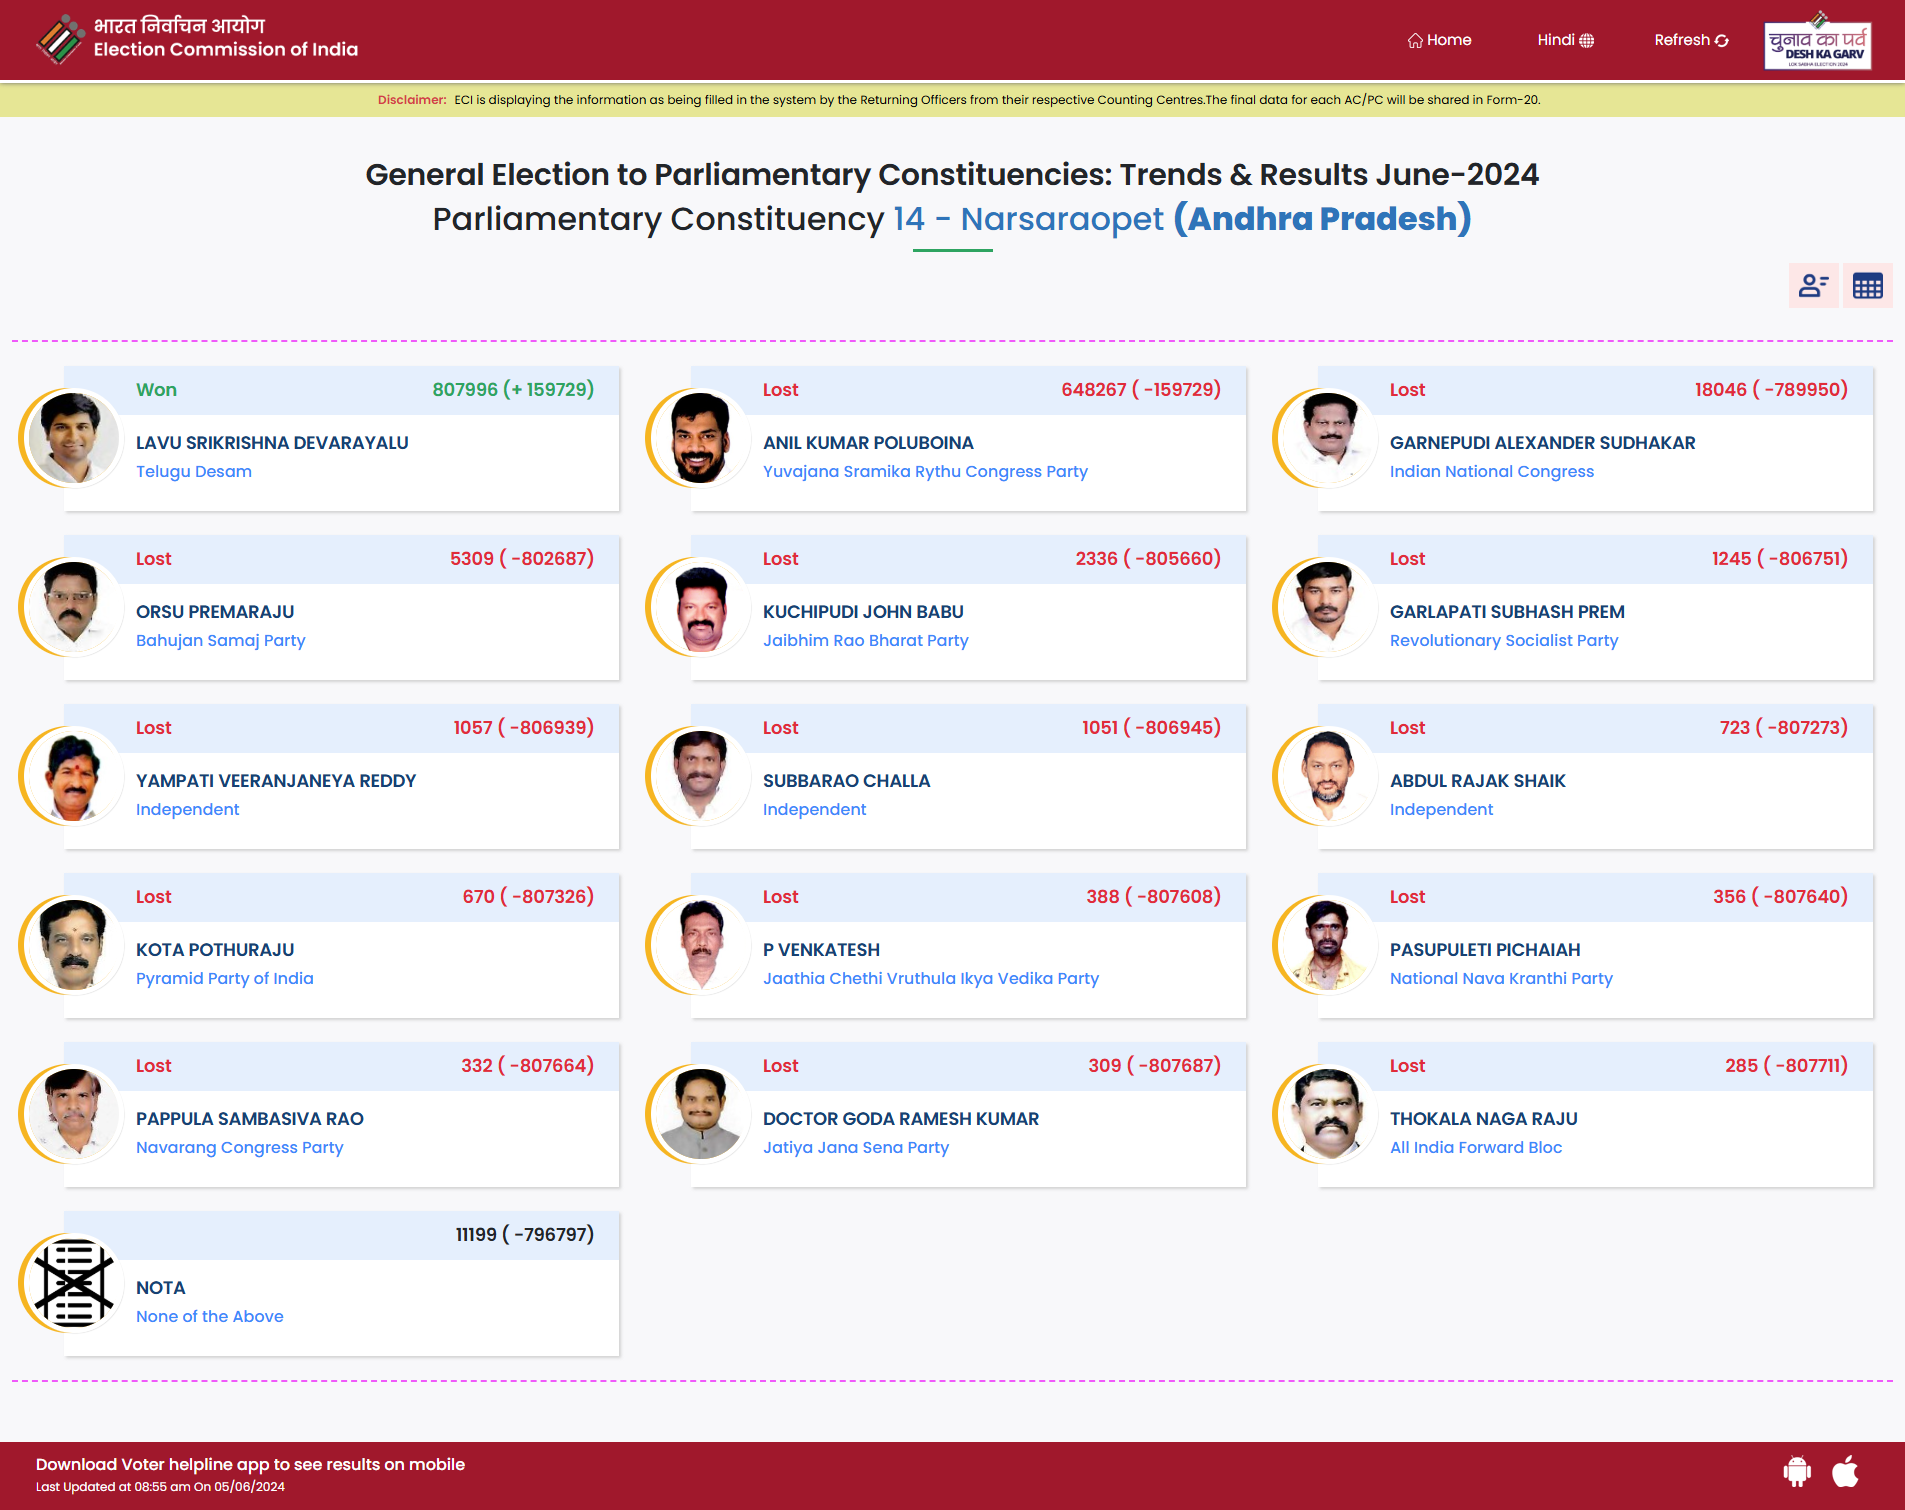 भारत निर्वाचन आयोग
Election Commission of India
Home
Hindi
Refresh
चुनाव का पर्व
DESH KA GARV
LOK SABHA ELECTION 2024
Disclaimer: ECI is displaying the information as being filled in the system by the Returning Officers from their respective Counting Centres.The final data for each AC/PC will be shared in Form-20.
General Election to Parliamentary Constituencies: Trends & Results June-2024
Parliamentary Constituency 14 - Narsaraopet (Andhra Pradesh)
Won 807996 (+ 159729)
LAVU SRIKRISHNA DEVARAYALU
Telugu Desam
Lost 648267 ( -159729)
ANIL KUMAR POLUBOINA
Yuvajana Sramika Rythu Congress Party
Lost 18046 ( -789950)
GARNEPUDI ALEXANDER SUDHAKAR
Indian National Congress
Lost 5309 ( -802687)
ORSU PREMARAJU
Bahujan Samaj Party
Lost 2336 ( -805660)
KUCHIPUDI JOHN BABU
Jaibhim Rao Bharat Party
Lost 1245 ( -806751)
GARLAPATI SUBHASH PREM
Revolutionary Socialist Party
Lost 1057 ( -806939)
YAMPATI VEERANJANEYA REDDY
Independent
Lost 1051 ( -806945)
SUBBARAO CHALLA
Independent
Lost 723 ( -807273)
ABDUL RAJAK SHAIK
Independent
Lost 670 ( -807326)
KOTA POTHURAJU
Pyramid Party of India
Lost 388 ( -807608)
P VENKATESH
Jaathia Chethi Vruthula Ikya Vedika Party
Lost 356 ( -807640)
PASUPULETI PICHAIAH
National Nava Kranthi Party
Lost 332 ( -807664)
PAPPULA SAMBASIVA RAO
Navarang Congress Party
Lost 309 ( -807687)
DOCTOR GODA RAMESH KUMAR
Jatiya Jana Sena Party
Lost 285 ( -807711)
THOKALA NAGA RAJU
All India Forward Bloc
11199 ( -796797)
NOTA
None of the Above
Download Voter helpline app to see results on mobile
Last Updated at 08:55 am On 05/06/2024